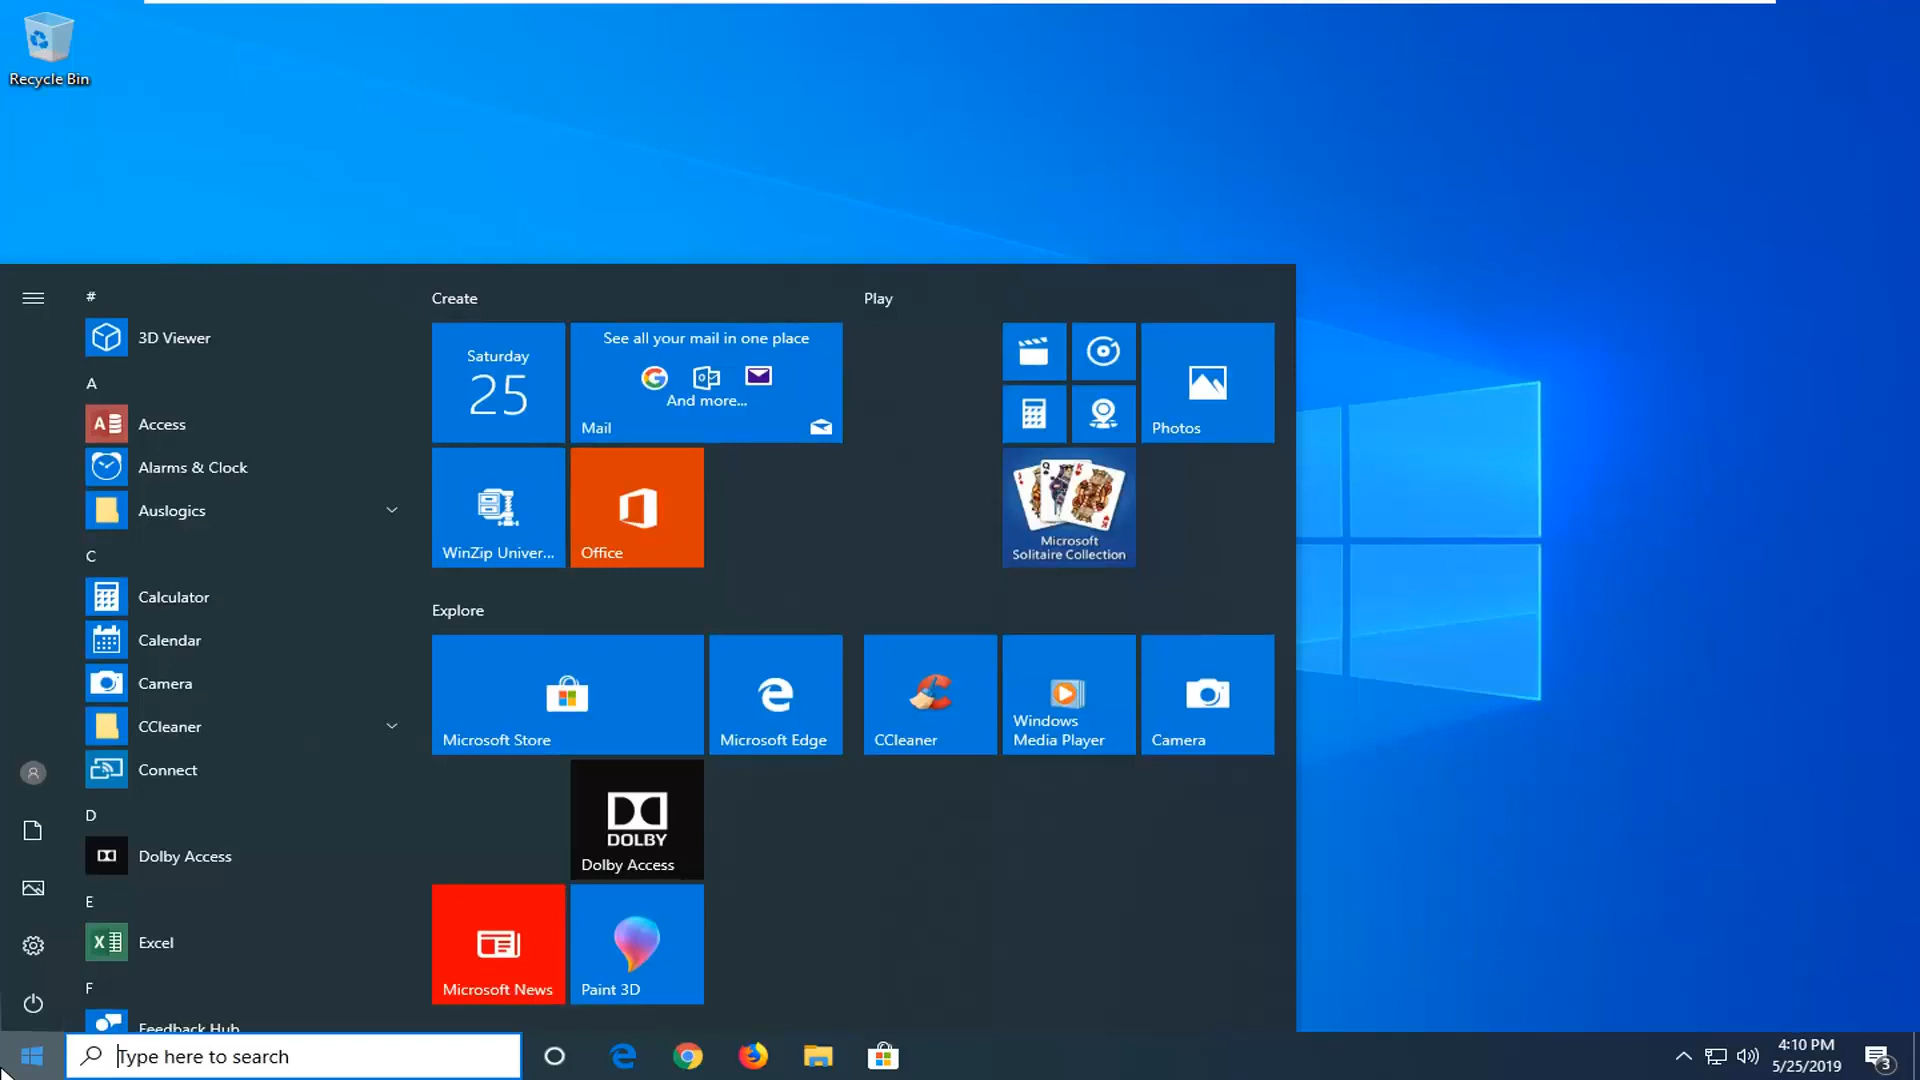 Recycle Bin
#
3D Viewer
A
Access
Alarms & Clock
Auslogics
C
Calculator
Calendar
Camera
CCleaner
Connect
D
Dolby Access
E
Excel
F
Feedback Hub
Create
Saturday
25
See all your mail in one place
And more...
Mail
WinZip Univer...
Office
Explore
Microsoft Store
Microsoft Edge
DOLBY
Dolby Access
Microsoft News
Paint 3D
Play
Photos
Microsoft
Solitaire Collection
CCleaner
Windows
Media Player
Camera
Type here to search
4:10 PM
5/25/2019
3